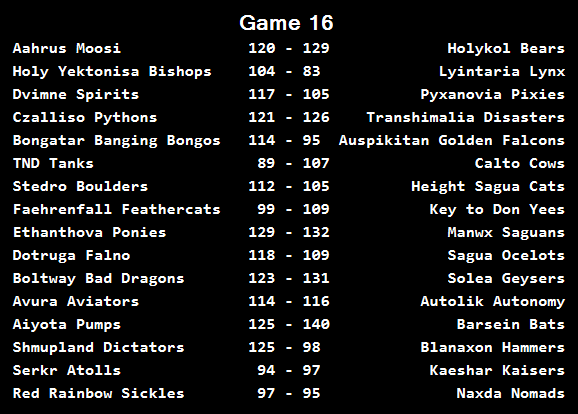 Game 16
Aahrus Moosi 120 - 129 Holykol Bears
Holy Yektonisa Bishops 104 - 83 Lyintaria Lynx
Dvimne Spirits 117 - 105 Pyxanovia Pixies
Czalliso Pythons 121 - 126 Transhimalia Disasters
Bongatar Banging Bongos 114 - 95 Auspikitan Golden Falcons
TND Tanks 89 - 107 Calto Cows
Stedro Boulders 112 - 105 Height Sagua Cats
Faehrenfall Feathercats 99 - 109 Key to Don Yees
Ethanthova Ponies 129 - 132 Manwx Saguans
Dotruga Falno 118 - 109 Sagua Ocelots
Boltway Bad Dragons 123 - 131 Solea Geysers
Avura Aviators 114 - 116 Autolik Autonomy
Aiyota Pumps 125 - 140 Barsein Bats
Shmupland Dictators 125 - 98 Blanaxon Hammers
Serkr Atolls 94 - 97 Kaeshar Kaisers
Red Rainbow Sickles 97 - 95 Naxda Nomads